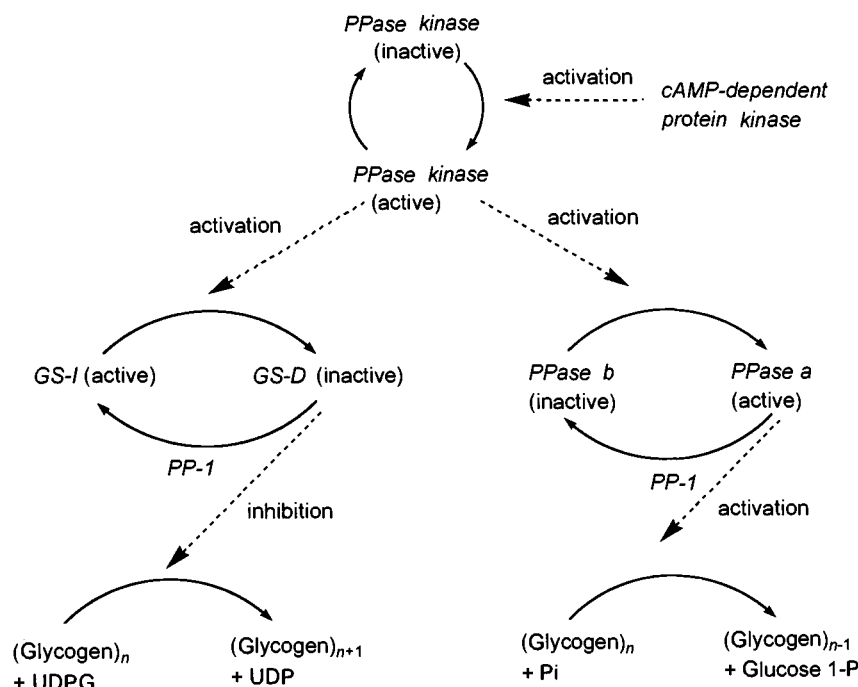 PPase kinase
(inactive)
activation
cAMP-dependent
protein kinase
PPase kinase
(active)
activation
activation
GS-I (active)
GS-D (inactive)
PPase b
(inactive)
PPase a
(active)
PP-1
PP-1
inhibition
activation
(Glycogen)n
+ UDPG
(Glycogen)n+1
+ UDP
(Glycogen)n
+ Pi
(Glycogen)n-1
+ Glucose 1-P